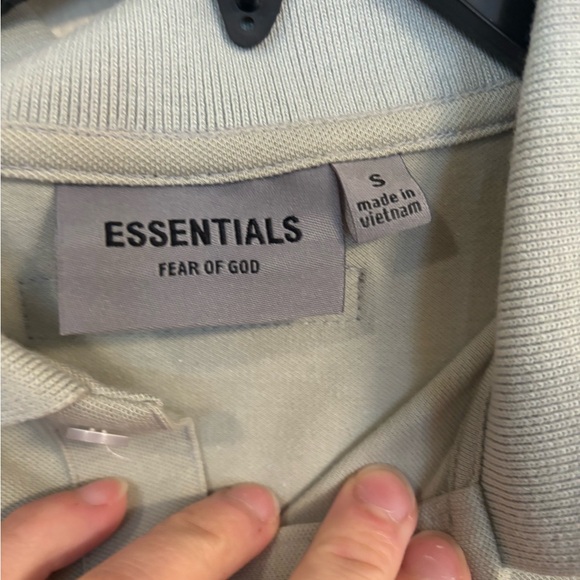 ESSENTIALS
FEAR OF GOD
S
made in
vietnam